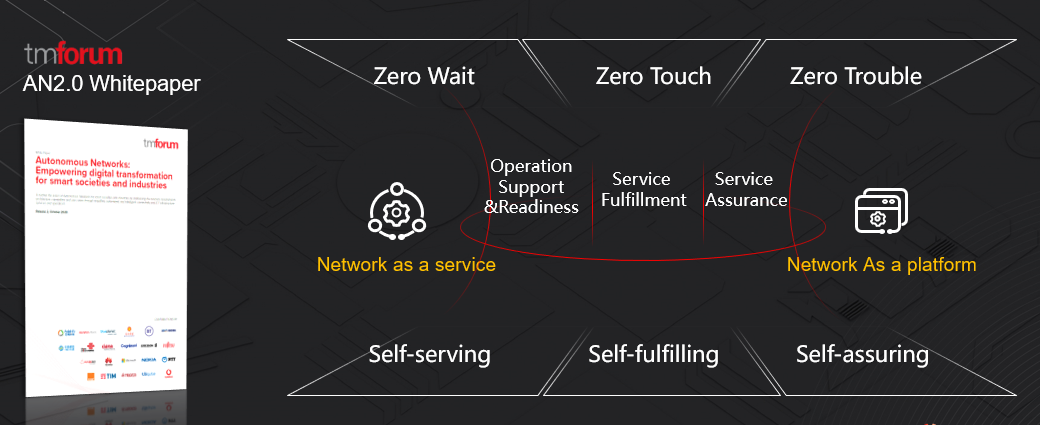 tmforum
AN2.0 Whitepaper
tmforum
Autonomous Networks:
Empowering digital transformation
for smart societies and industries
Zero Wait
Zero Touch
Zero Trouble
Operation
Support
&Readiness
Service
Fulfillment
Service
Assurance
Network as a service
Network As a platform
Self-serving
Self-fulfilling
Self-assuring